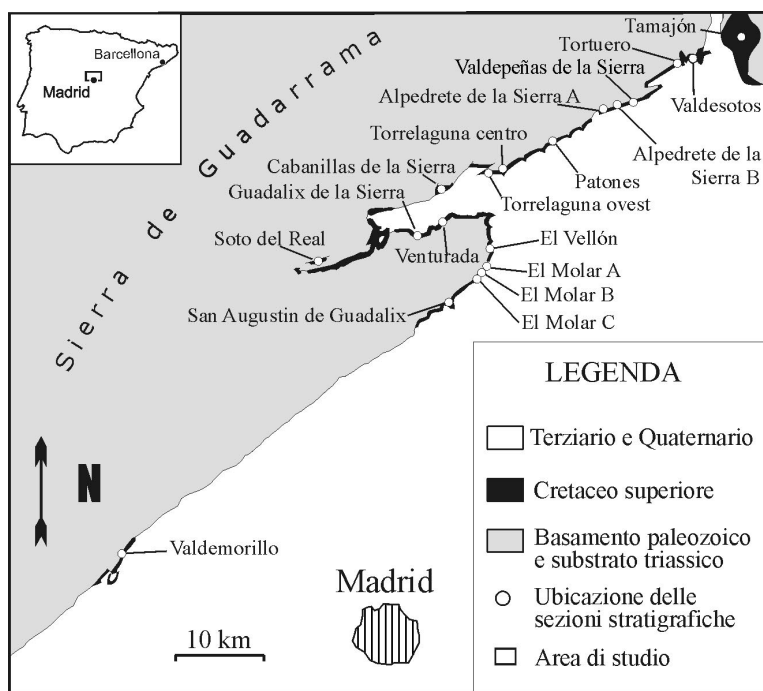 Barcellona
Madrid
Sierra de Guadarrama
Tamajón
Tortuero
Valdepeñas de la Sierra
Valdesotos
Alpedrete de la Sierra A
Alpedrete de la
Sierra B
Torrelaguna centro
Patones
Cabanillas de la Sierra
Torrelaguna ovest
Guadalix de la Sierra
Soto del Real
Venturada
El Vellón
El Molar A
El Molar B
San Augustin de Guadalix
El Molar C
N
Valdemorillo
Madrid
10 km
LEGENDA
Terziario e Quaternario
Cretaceo superiore
Basamento paleozoico
e substrato triassico
Ubicazione delle
sezioni stratigrafiche
Area di studio